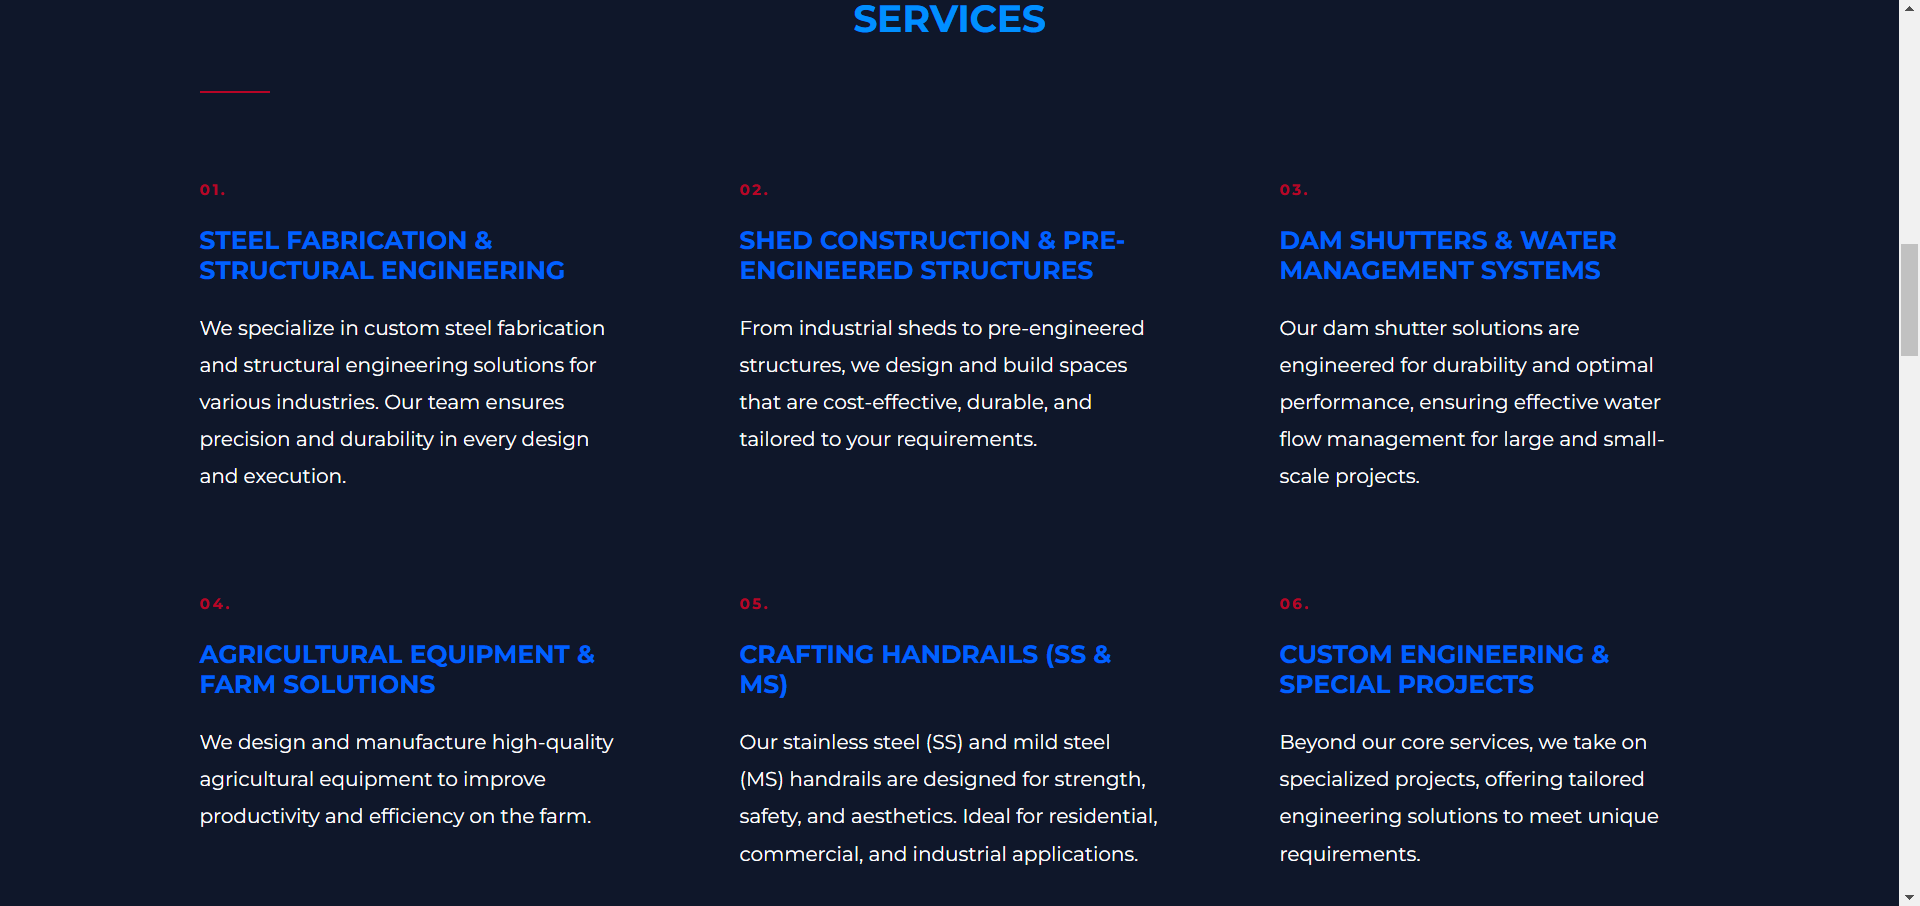 SERVICES
01.
STEEL FABRICATION &
STRUCTURAL ENGINEERING
We specialize in custom steel fabrication
and structural engineering solutions for
various industries. Our team ensures
precision and durability in every design
and execution.
02.
SHED CONSTRUCTION & PRE-
ENGINEERED STRUCTURES
From industrial sheds to pre-engineered
structures, we design and build spaces
that are cost-effective, durable, and
tailored to your requirements.
03.
DAM SHUTTERS & WATER
MANAGEMENT SYSTEMS
Our dam shutter solutions are
engineered for durability and optimal
performance, ensuring effective water
flow management for large and small-
scale projects.
04.
AGRICULTURAL EQUIPMENT &
FARM SOLUTIONS
We design and manufacture high-quality
agricultural equipment to improve
productivity and efficiency on the farm.
05.
CRAFTING HANDRAILS (SS &
MS)
Our stainless steel (SS) and mild steel
(MS) handrails are designed for strength,
safety, and aesthetics. Ideal for residential,
commercial, and industrial applications.
06.
CUSTOM ENGINEERING &
SPECIAL PROJECTS
Beyond our core services, we take on
specialized projects, offering tailored
engineering solutions to meet unique
requirements.